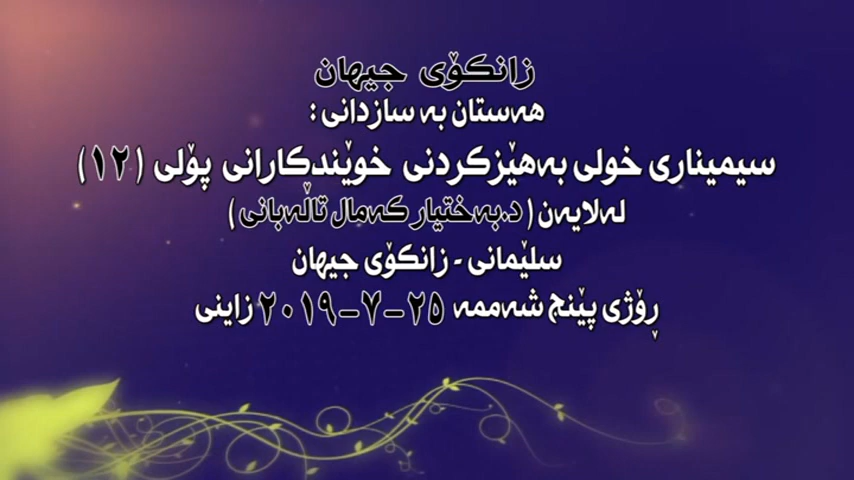 زانکۆی جیهان
هەستان بە سازدانی :
سیمیناری خولی بەهێزکردنی خوێندکارانی پۆلی (١٢)
لەلایەن ( د.بەختیار کەمال تاڵەبانی )
سلێمانی - زانکۆی جیهان
ڕۆژی پێنج شەممە ٢٥-٧-٢٠١٩ زاینی